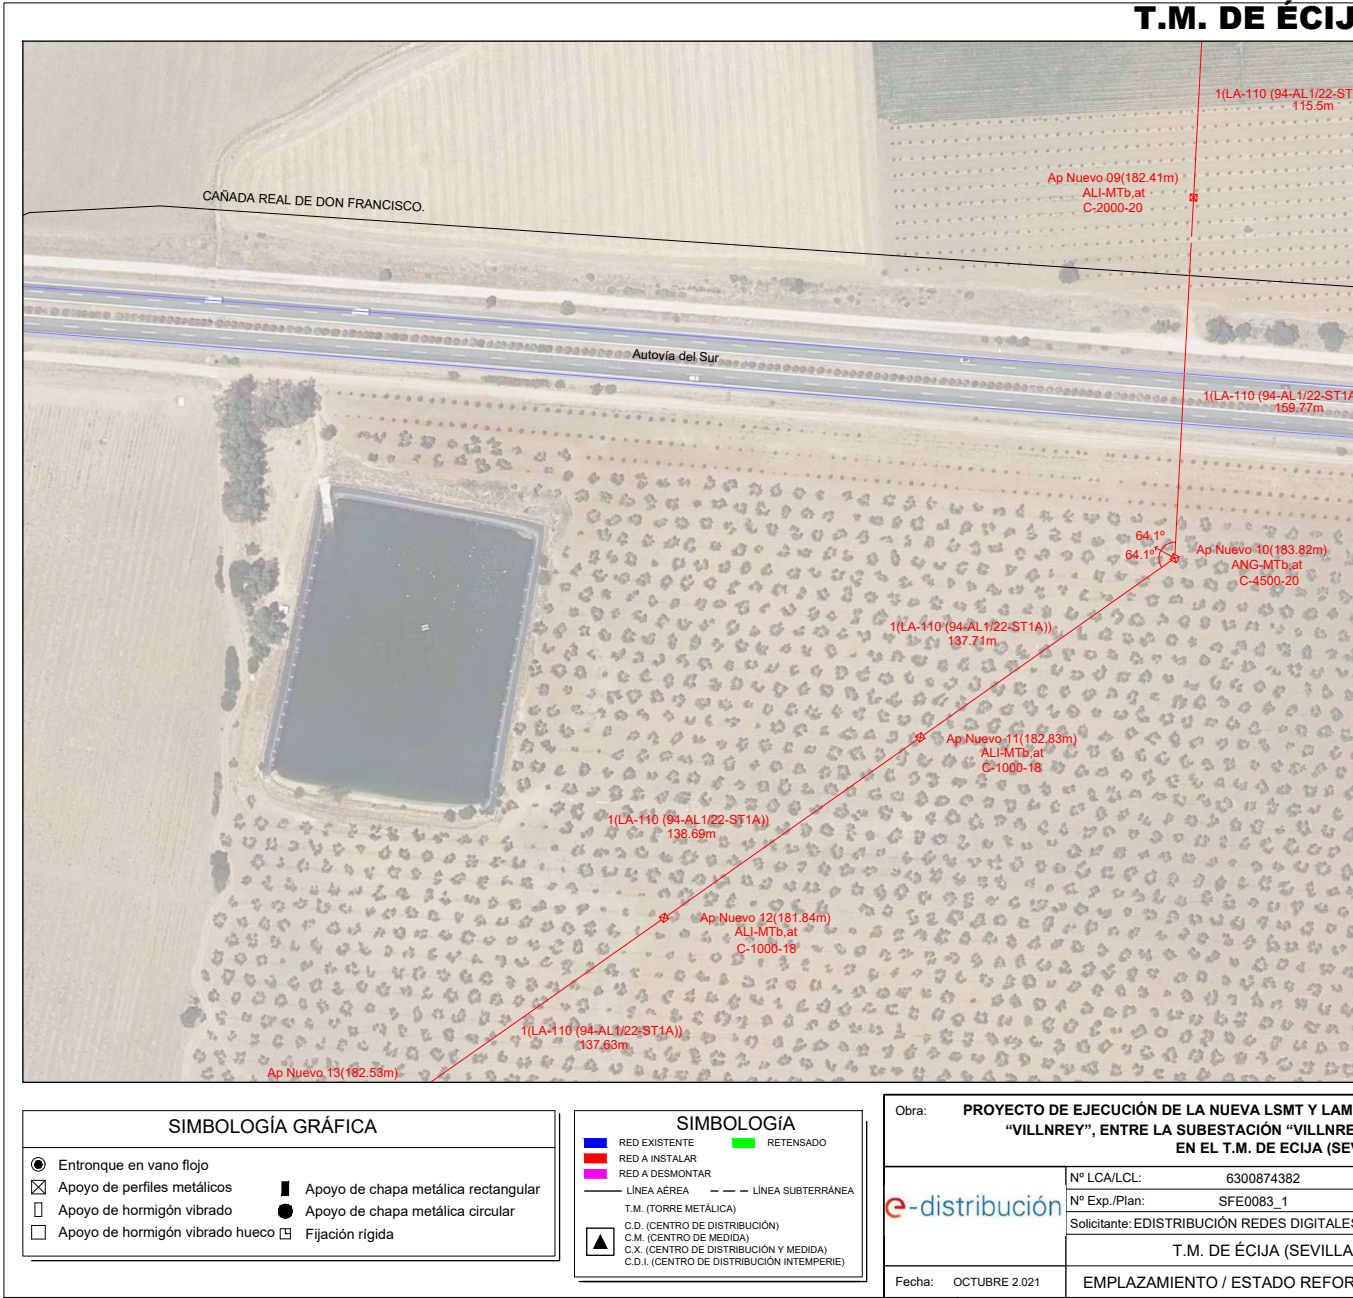 T.M. DE ÉCIJ
1(LA-110 (94-AL1/22-ST
115.5m
Ap Nuevo 09(182.41m)
ALI-MTb,at
C-2000-20
CAÑADA REAL DE DON FRANCISCO.
Autovía del Sur
1(LA-110 (94-AL1/22-ST1A
159.77m
64.1º
64.1º
Ap Nuevo 10(183.82m)
ANG-MTb,at
C-4500-20
1(LA-110 (94-AL1/22-ST1A))
137.71m
Ap Nuevo 11(182.83m)
ALI-MTb,at
C-1000-18
1(LA-110 (94-AL1/22-ST1A))
138.69m
Ap Nuevo 12(181.84m)
ALI-MTb,at
C-1000-18
1(LA-110 (94-AL1/22-ST1A))
137.63m
Ap Nuevo 13(182.53m)
SIMBOLOGÍA GRÁFICA
Entronque en vano flojo
Apoyo de perfiles metálicos
Apoyo de hormigón vibrado
Apoyo de hormigón vibrado hueco
Apoyo de chapa metálica rectangular
Apoyo de chapa metálica circular
Fijación rígida
SIMBOLOGíA
RED EXISTENTE
RETENSADO
RED A INSTALAR
RED A DESMONTAR
LÍNEA AÉREA
LÍNEA SUBTERRÁNEA
T.M. (TORRE METÁLICA)
C.D. (CENTRO DE DISTRIBUCIÓN)
C.M. (CENTRO DE MEDIDA)
C.X. (CENTRO DE DISTRIBUCIÓN Y MEDIDA)
C.D.I. (CENTRO DE DISTRIBUCIÓN INTEMPERIE)
Obra:
PROYECTO DE EJECUCIÓN DE LA NUEVA LSMT Y LAM
“VILLNREY”, ENTRE LA SUBESTACIÓN “VILLNRE
EN EL T.M. DE ECIJA (SEV
e-distribución
Nº LCA/LCL: 6300874382
Nº Exp./Plan: SFE0083_1
Solicitante: EDISTRIBUCIÓN REDES DIGITALES
T.M. DE ÉCIJA (SEVILLA
Fecha: OCTUBRE 2.021
EMPLAZAMIENTO / ESTADO REFOR